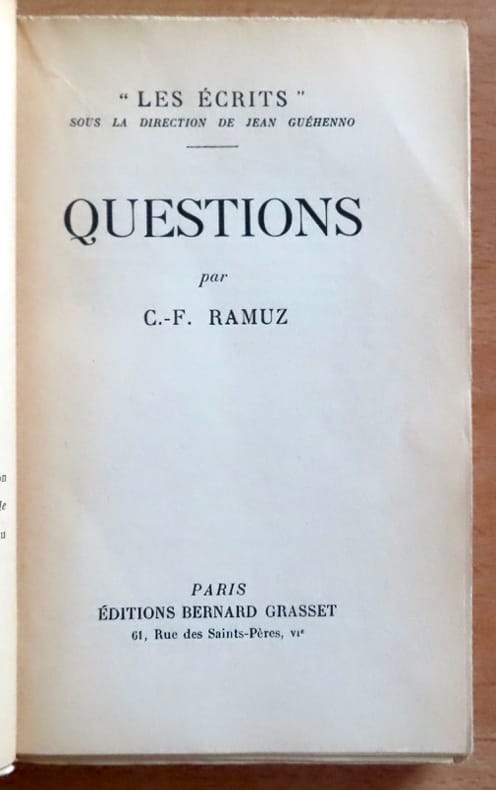 “ LES ÉCRITS ”
SOUS LA DIRECTION DE JEAN GUÉHENNO
QUESTIONS
par
C.-F. RAMUZ
PARIS
ÉDITIONS BERNARD GRASSET
61, Rue des Saints-Pères, VIᵉ